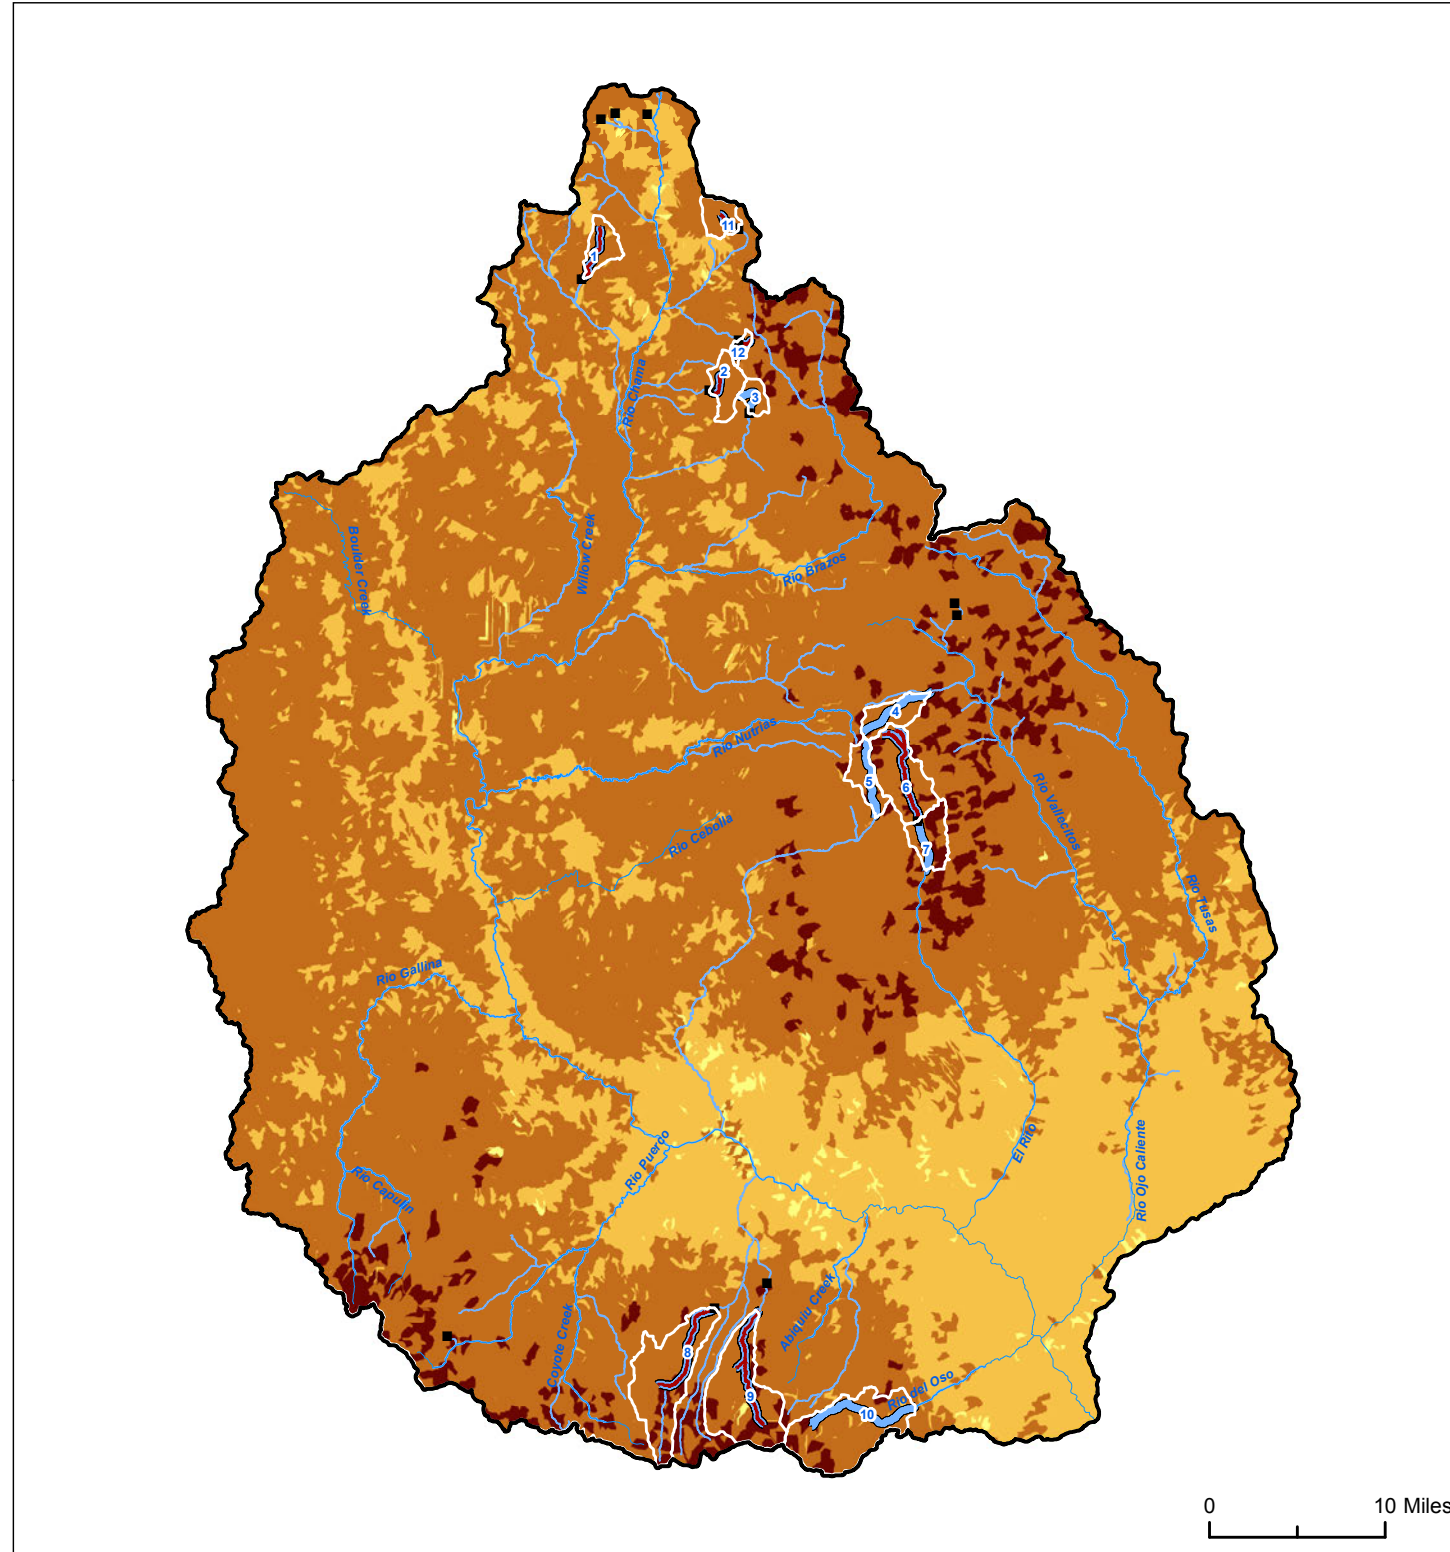 11
1
Rio Chama
12
2
3
Boulder Creek
Willow Creek
Rio Brazos
4
Rio Nutrias
5
6
Rio Vallecitos
Rio Cebolla
7
Rio Tusas
Rio Gallina
El Rito
Rio Puerco
Rio Ojo Caliente
Rio Capulin
Abiquiu Creek
Coyote Creek
8
9
Rio del Oso
10
0 10 Miles